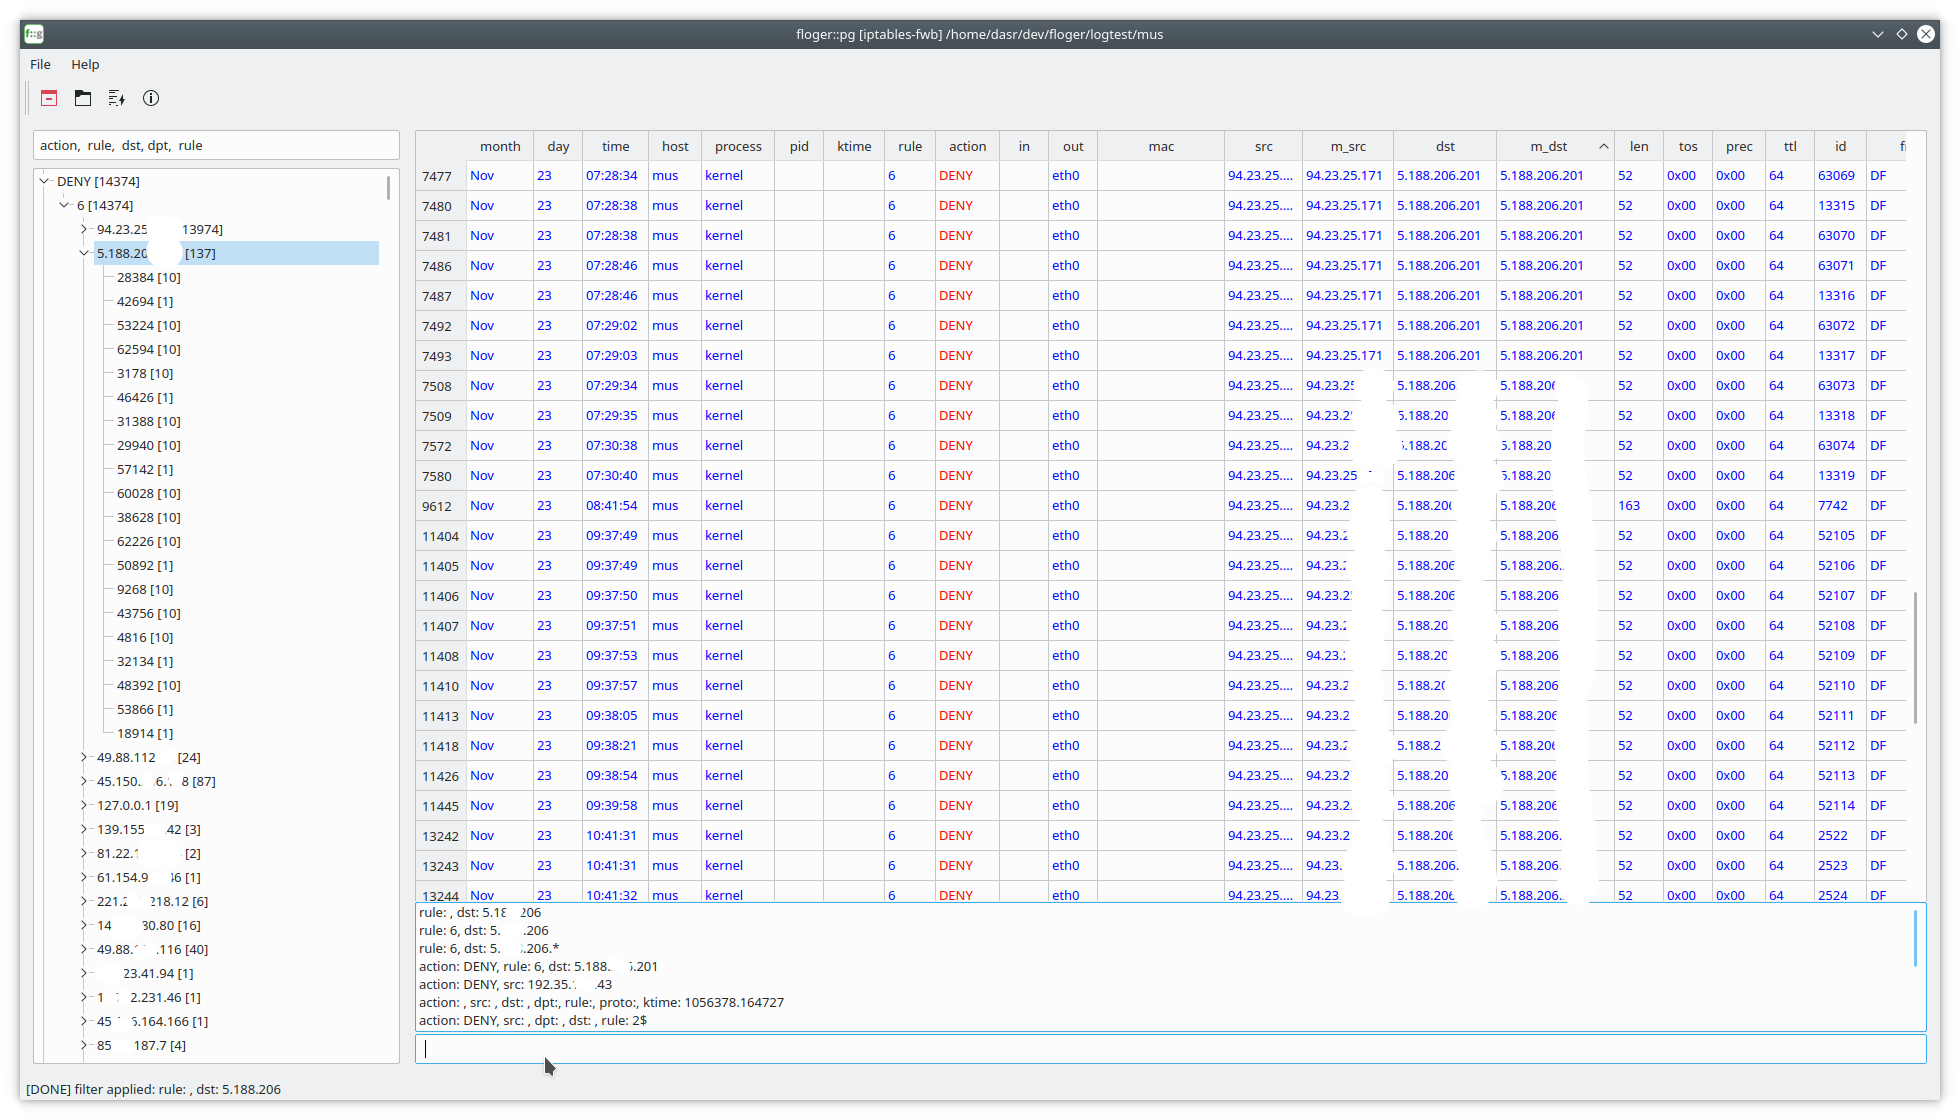 floger::pg [iptables-fwb] /home/dasr/dev/floger/logtest/mus
File Help
action, rule, dst, dpt, rule
DENY [14374]
6 [14374]
94.23.25 13974]
5.188.20 [137]
28384 [10]
42694 [1]
53224 [10]
62594 [10]
3178 [10]
46426 [1]
31388 [10]
29940 [10]
57142 [1]
60028 [10]
38628 [10]
62226 [10]
50892 [1]
9268 [10]
43756 [10]
4816 [10]
32134 [1]
48392 [10]
53866 [1]
18914 [1]
49.88.112 [24]
45.150. 8 [87]
127.0.0.1 [19]
139.155 .42 [3]
81.22. [2]
61.154.9 [1]
221. 218.12 [6]
14 30.80 [16]
49.88. .116 [40]
23.41.94 [1]
1 2.231.46 [1]
45 .164.166 [1]
85 187.7 [4]
month day time host process pid ktime rule action in out mac src m_src dst m_dst len tos prec ttl id
7477 Nov 23 07:28:34 mus kernel 6 DENY eth0 94.23.25.... 94.23.25.171 5.188.206.201 5.188.206.201 52 0x00 0x00 64 63069 DF
7480 Nov 23 07:28:38 mus kernel 6 DENY eth0 94.23.25.... 94.23.25.171 5.188.206.201 5.188.206.201 52 0x00 0x00 64 13315 DF
7481 Nov 23 07:28:38 mus kernel 6 DENY eth0 94.23.25.... 94.23.25.171 5.188.206.201 5.188.206.201 52 0x00 0x00 64 63070 DF
7486 Nov 23 07:28:46 mus kernel 6 DENY eth0 94.23.25.... 94.23.25.171 5.188.206.201 5.188.206.201 52 0x00 0x00 64 63071 DF
7487 Nov 23 07:28:46 mus kernel 6 DENY eth0 94.23.25.... 94.23.25.171 5.188.206.201 5.188.206.201 52 0x00 0x00 64 13316 DF
7492 Nov 23 07:29:02 mus kernel 6 DENY eth0 94.23.25.... 94.23.25.171 5.188.206.201 5.188.206.201 52 0x00 0x00 64 63072 DF
7493 Nov 23 07:29:03 mus kernel 6 DENY eth0 94.23.25.... 94.23.25.171 5.188.206.201 5.188.206.201 52 0x00 0x00 64 13317 DF
7508 Nov 23 07:29:34 mus kernel 6 DENY eth0 94.23.25.... 94.23.25 5.188.206. 5.188.206 52 0x00 0x00 64 63073 DF
7509 Nov 23 07:29:35 mus kernel 6 DENY eth0 94.23.25.... 94.23.2 5.188.20 5.188.206 52 0x00 0x00 64 13318 DF
7572 Nov 23 07:30:38 mus kernel 6 DENY eth0 94.23.25.... 94.23.2 .188.20 5.188.20 52 0x00 0x00 64 63074 DF
7580 Nov 23 07:30:40 mus kernel 6 DENY eth0 94.23.25.... 94.23.25 5.188.206 5.188.20 52 0x00 0x00 64 13319 DF
9612 Nov 23 08:41:54 mus kernel 6 DENY eth0 94.23.25.... 94.23.2 5.188.206 5.188.206 163 0x00 0x00 64 7742 DF
11404 Nov 23 09:37:49 mus kernel 6 DENY eth0 94.23.25.... 94.23.2 5.188.20 5.188.206 52 0x00 0x00 64 52105 DF
11405 Nov 23 09:37:49 mus kernel 6 DENY eth0 94.23.25.... 94.23. 5.188.206 5.188.206. 52 0x00 0x00 64 52106 DF
11406 Nov 23 09:37:50 mus kernel 6 DENY eth0 94.23.25.... 94.23.2 5.188.206 5.188.206 52 0x00 0x00 64 52107 DF
11407 Nov 23 09:37:51 mus kernel 6 DENY eth0 94.23.25.... 94.23.2 5.188.20 5.188.206 52 0x00 0x00 64 52108 DF
11408 Nov 23 09:37:53 mus kernel 6 DENY eth0 94.23.25.... 94.23. 5.188.20 5.188.206 52 0x00 0x00 64 52109 DF
11410 Nov 23 09:37:57 mus kernel 6 DENY eth0 94.23.25.... 94.23.2 5.188.20 5.188.206 52 0x00 0x00 64 52110 DF
11413 Nov 23 09:38:05 mus kernel 6 DENY eth0 94.23.25.... 94.23.2 5.188.20 5.188.206 52 0x00 0x00 64 52111 DF
11418 Nov 23 09:38:21 mus kernel 6 DENY eth0 94.23.25.... 94.23.2 5.188.2 5.188.206 52 0x00 0x00 64 52112 DF
11426 Nov 23 09:38:54 mus kernel 6 DENY eth0 94.23.25.... 94.23.2 5.188.20 5.188.206 52 0x00 0x00 64 52113 DF
11445 Nov 23 09:39:58 mus kernel 6 DENY eth0 94.23.25.... 94.23.2. 5.188.206 5.188.206 52 0x00 0x00 64 52114 DF
13242 Nov 23 10:41:31 mus kernel 6 DENY eth0 94.23.25.... 94.23.2 5.188.206 5.188.206. 52 0x00 0x00 64 2522 DF
13243 Nov 23 10:41:31 mus kernel 6 DENY eth0 94.23.25.... 94.23. 5.188.206. 5.188.206. 52 0x00 0x00 64 2523 DF
13244 Nov 23 10:41:32 mus kernel 6 DENY eth0 94.23.25.... 94.23 5.188.206 5.188.206. 52 0x00 0x00 64 2524 DF
rule: , dst: 5.18 206
rule: 6, dst: 5. .206
rule: 6, dst: 5. .206.*
action: DENY, rule: 6, dst: 5.188. .201
action: DENY, src: 192.35. .43
action: , src: , dst: , dpt:, rule:, proto:, ktime: 1056378.164727
action: DENY, src: , dpt: , dst: , rule: 2$
[DONE] filter applied: rule: , dst: 5.188.206